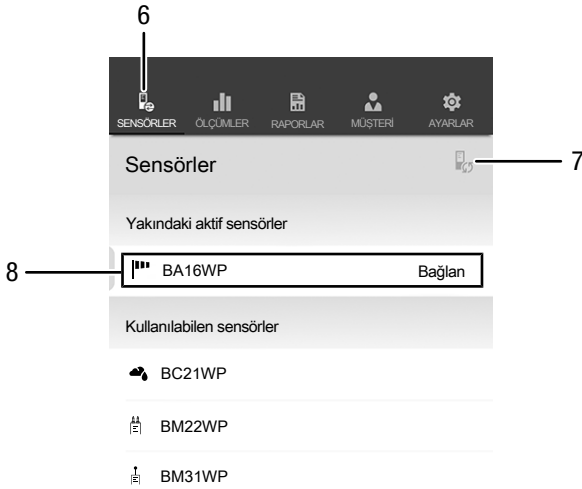 6
SENSÖRLER ÖLÇÜMLER RAPORLAR MÜŞTERİ AYARLAR
Sensörler 7
Yakındaki aktif sensörler
8 BA16WP Bağlan
Kullanılabilen sensörler
BC21WP
BM22WP
BM31WP